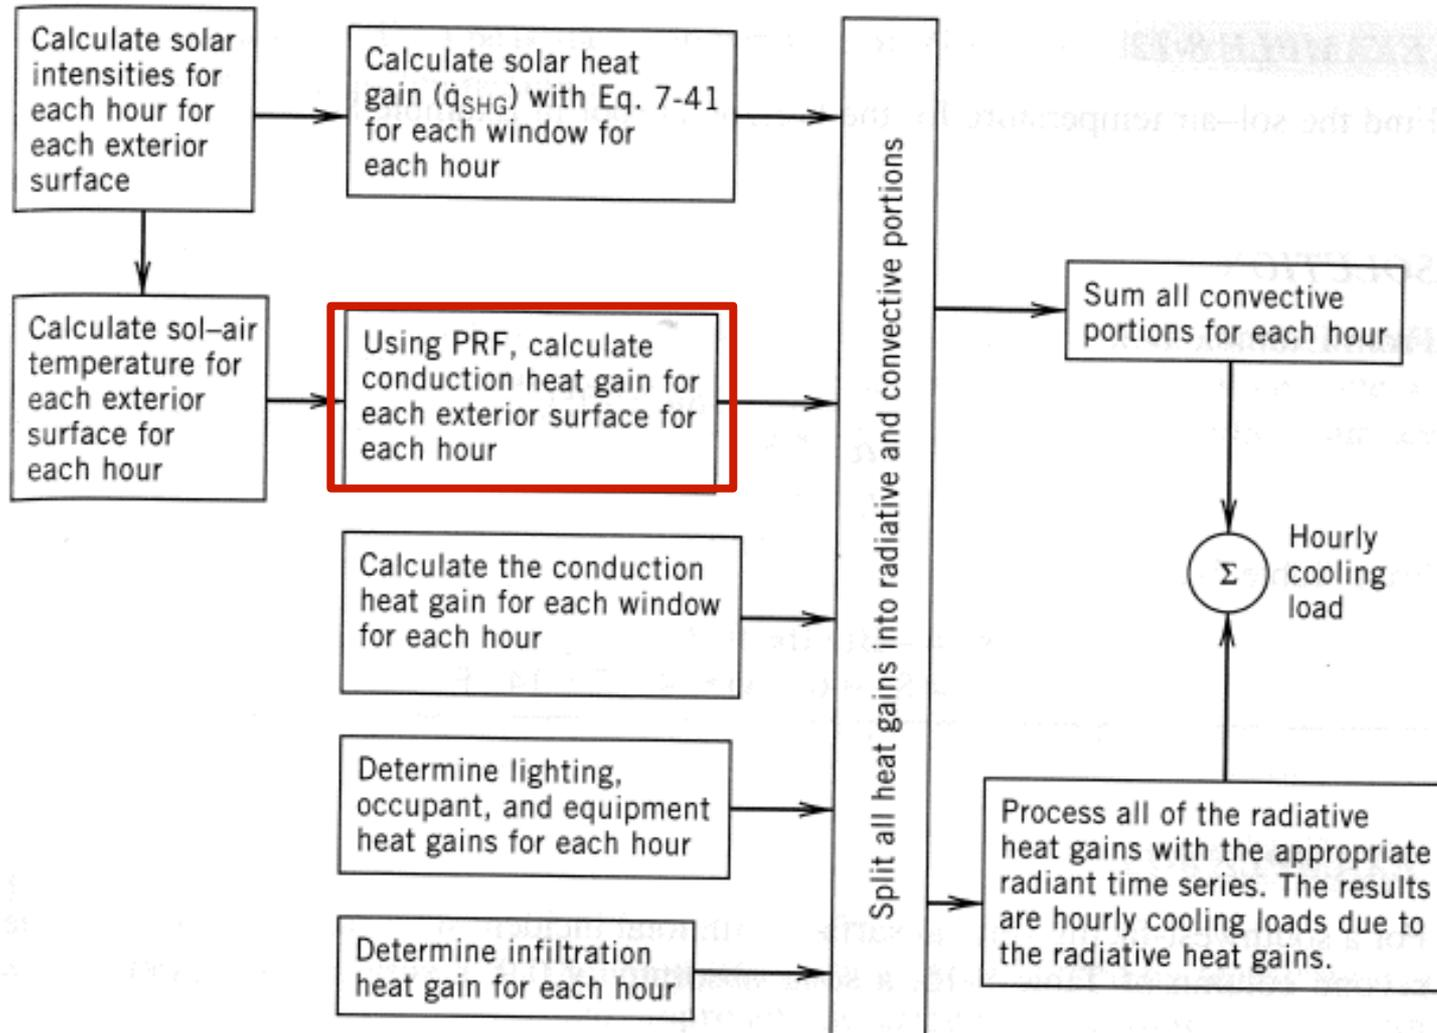 Calculate solar
intensities for
each hour for
each exterior
surface
Calculate solar heat
gain (q̇SHG) with Eq. 7-41
for each window for
each hour
Calculate sol–air
temperature for
each exterior
surface for
each hour
Using PRF, calculate
conduction heat gain for
each exterior surface for
each hour
Calculate the conduction
heat gain for each window
for each hour
Determine lighting,
occupant, and equipment
heat gains for each hour
Determine infiltration
heat gain for each hour
Split all heat gains into radiative and convective portions
Sum all convective
portions for each hour
Σ
Hourly
cooling
load
Process all of the radiative
heat gains with the appropriate
radiant time series. The results
are hourly cooling loads due to
the radiative heat gains.